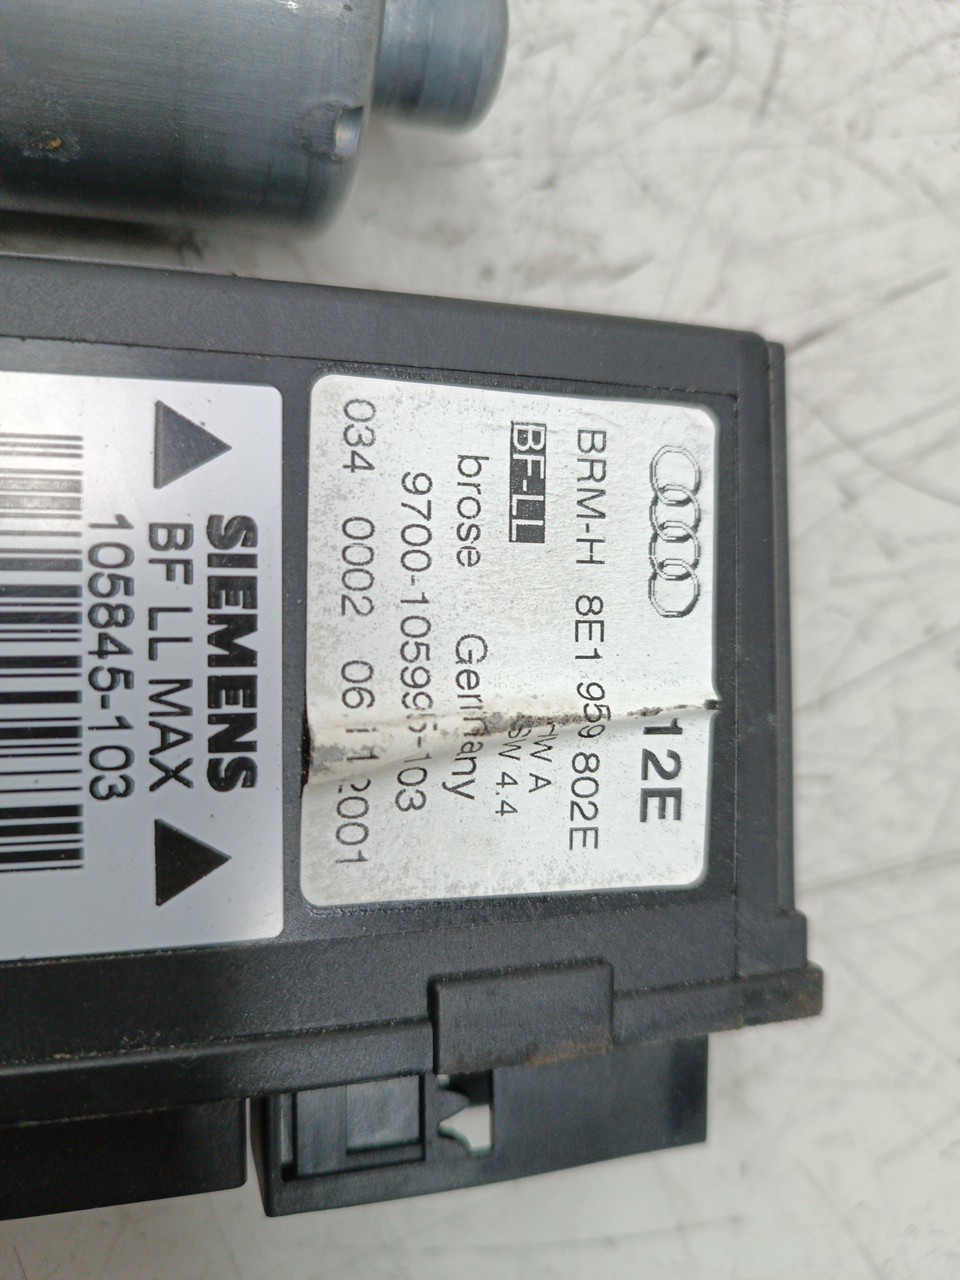 12E
BRM-H 8E1 959 802E
BF-LL HW A
SW 4.4
brose Germany
9700-105995-103
034 0002 06 11 2001
SIEMENS
BF LL MAX
105845-103